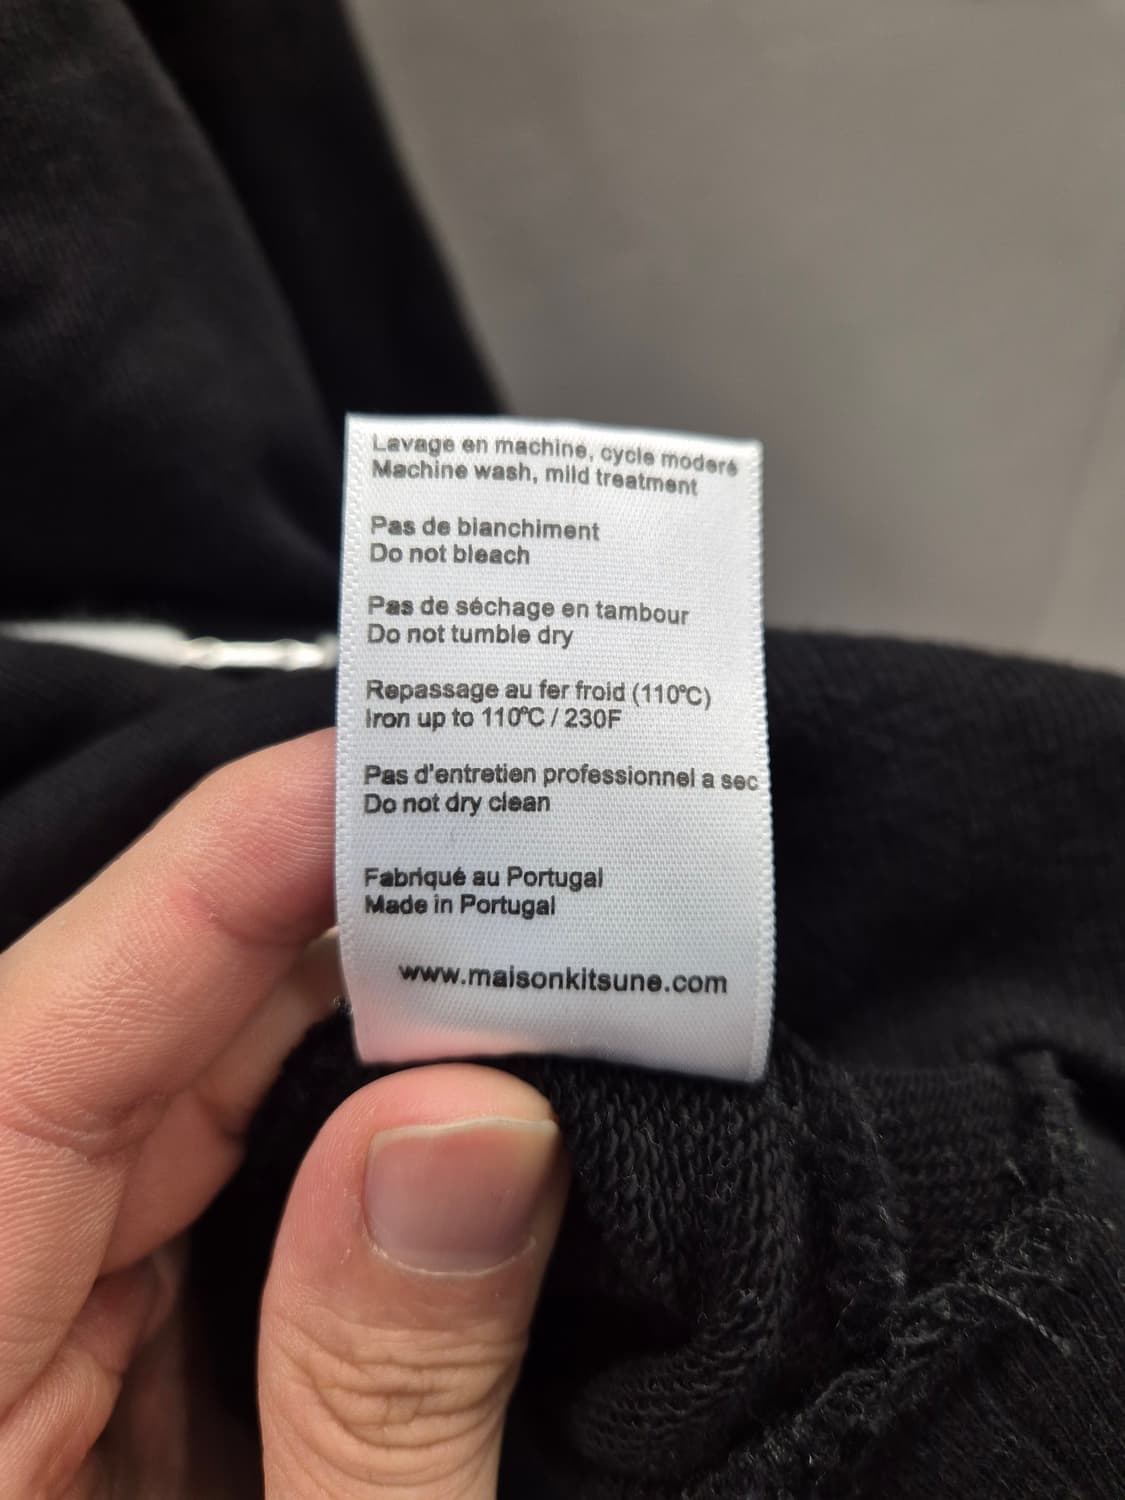 Lavage en machine, cycle moderé
Machine wash, mild treatment
Pas de blanchiment
Do not bleach
Pas de séchage en tambour
Do not tumble dry
Repassage au fer froid (110ºC)
Iron up to 110ºC / 230F
Pas d'entretien professionnel a sec
Do not dry clean
Fabriqué au Portugal
Made in Portugal
www.maisonkitsune.com